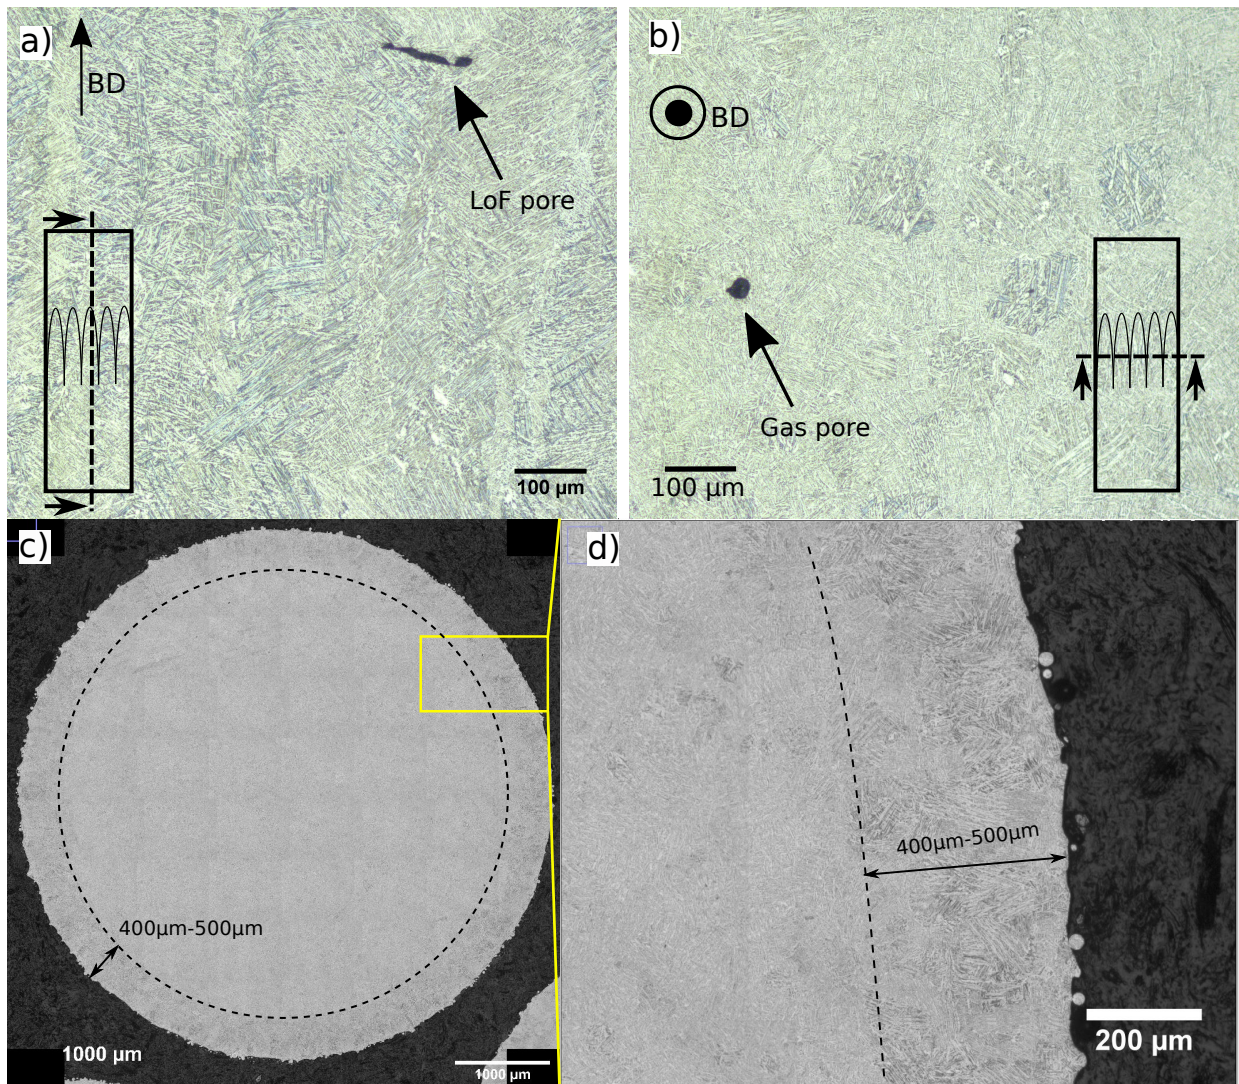 a)
BD
LoF pore
100 µm
b)
BD
Gas pore
100 µm
c)
400µm-500µm
1000 µm
1000 µm
d)
400µm-500µm
200 µm